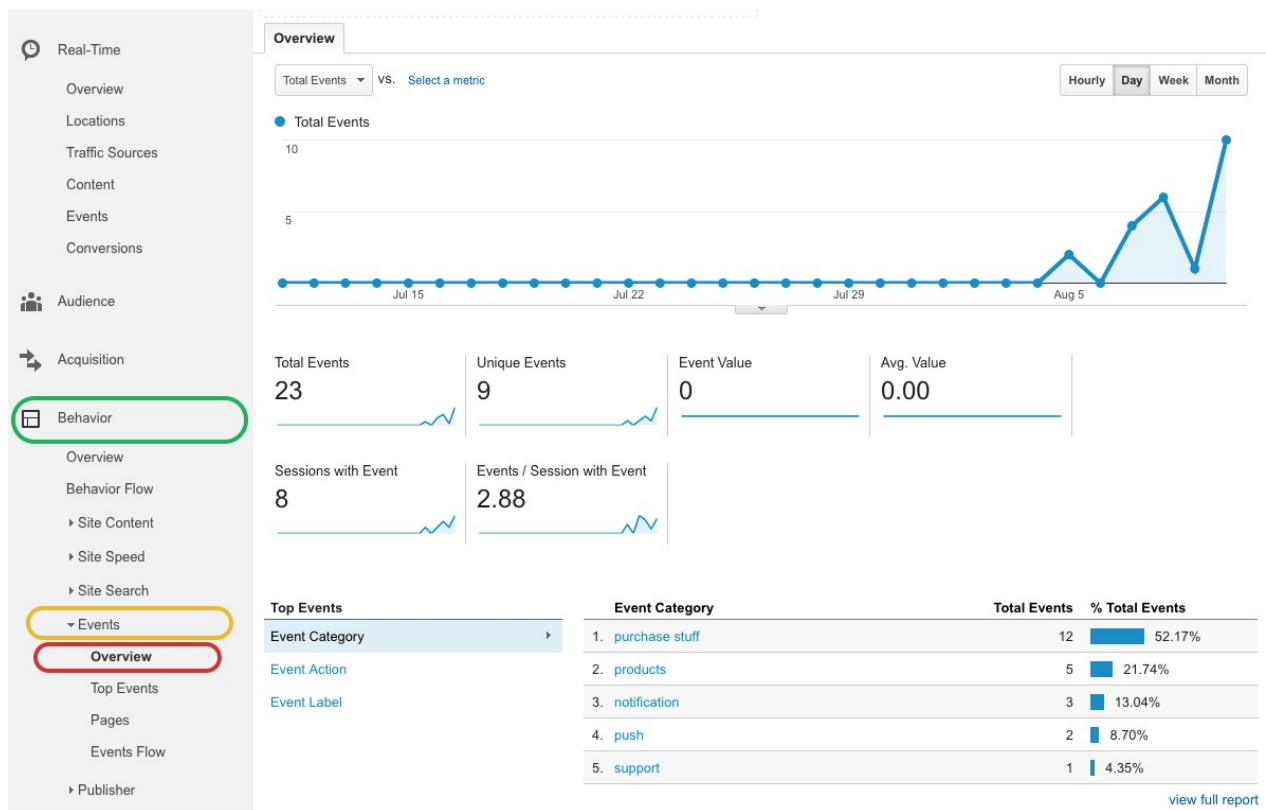 Real-Time
Overview
Locations
Traffic Sources
Content
Events
Conversions
Audience
Acquisition
Behavior
Overview
Behavior Flow
Site Content
Site Speed
Site Search
Events
Overview
Top Events
Pages
Events Flow
Publisher
Overview
Total Events VS. Select a metric
Hourly Day Week Month
Total Events
10
5
Jul 15 Jul 22 Jul 29 Aug 5
Total Events Unique Events Event Value Avg. Value
23 9 0 0.00
Sessions with Event Events / Session with Event
8 2.88
Top Events
Event Category
Event Action
Event Label
Event Category Total Events % Total Events
1. purchase stuff 12 52.17%
2. products 5 21.74%
3. notification 3 13.04%
4. push 2 8.70%
5. support 1 4.35%
view full report